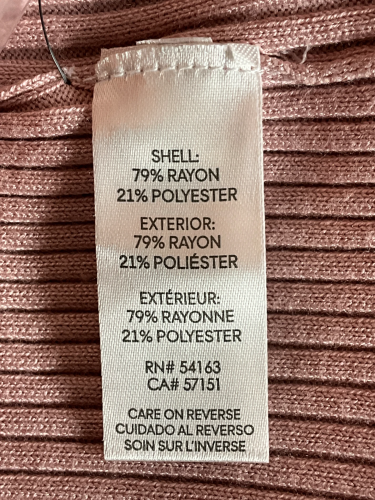 SHELL:
79% RAYON
21% POLYESTER
EXTERIOR:
79% RAYON
21% POLIÉSTER
EXTÉRIEUR:
79% RAYONNE
21% POLYESTER
RN# 54163
CA# 57151
CARE ON REVERSE
CUIDADO AL REVERSO
SOIN SUR L'INVERSE